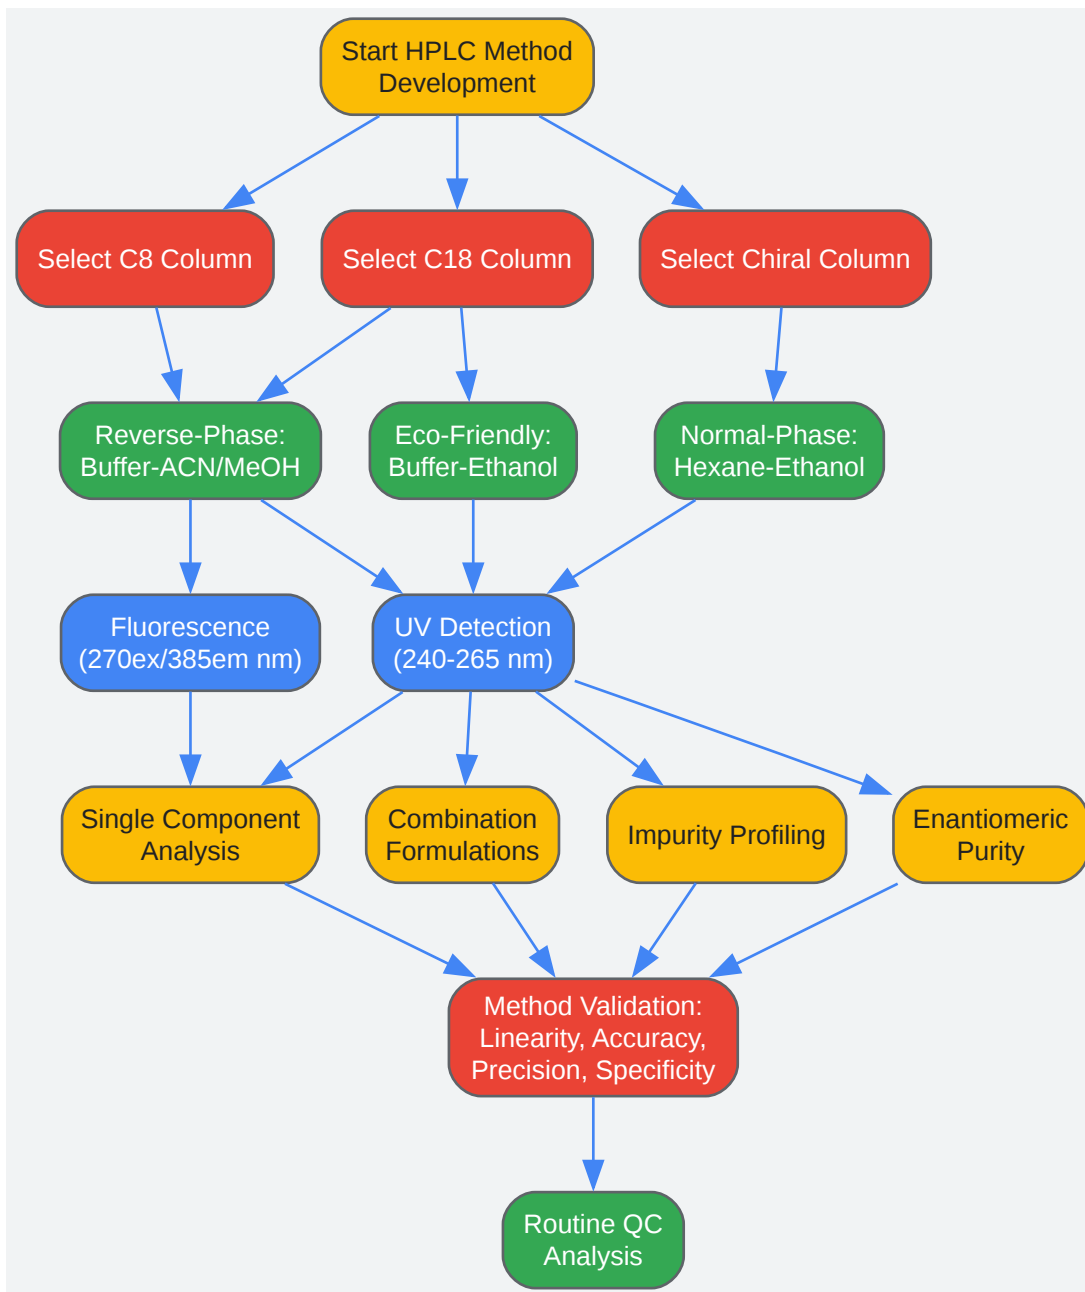 Start HPLC Method
Development
Select C8 Column
Select C18 Column
Select Chiral Column
Reverse-Phase:
Buffer-ACN/MeOH
Eco-Friendly:
Buffer-Ethanol
Normal-Phase:
Hexane-Ethanol
Fluorescence
(270ex/385em nm)
UV Detection
(240-265 nm)
Single Component
Analysis
Combination
Formulations
Impurity Profiling
Enantiomeric
Purity
Method Validation:
Linearity, Accuracy,
Precision, Specificity
Routine QC
Analysis